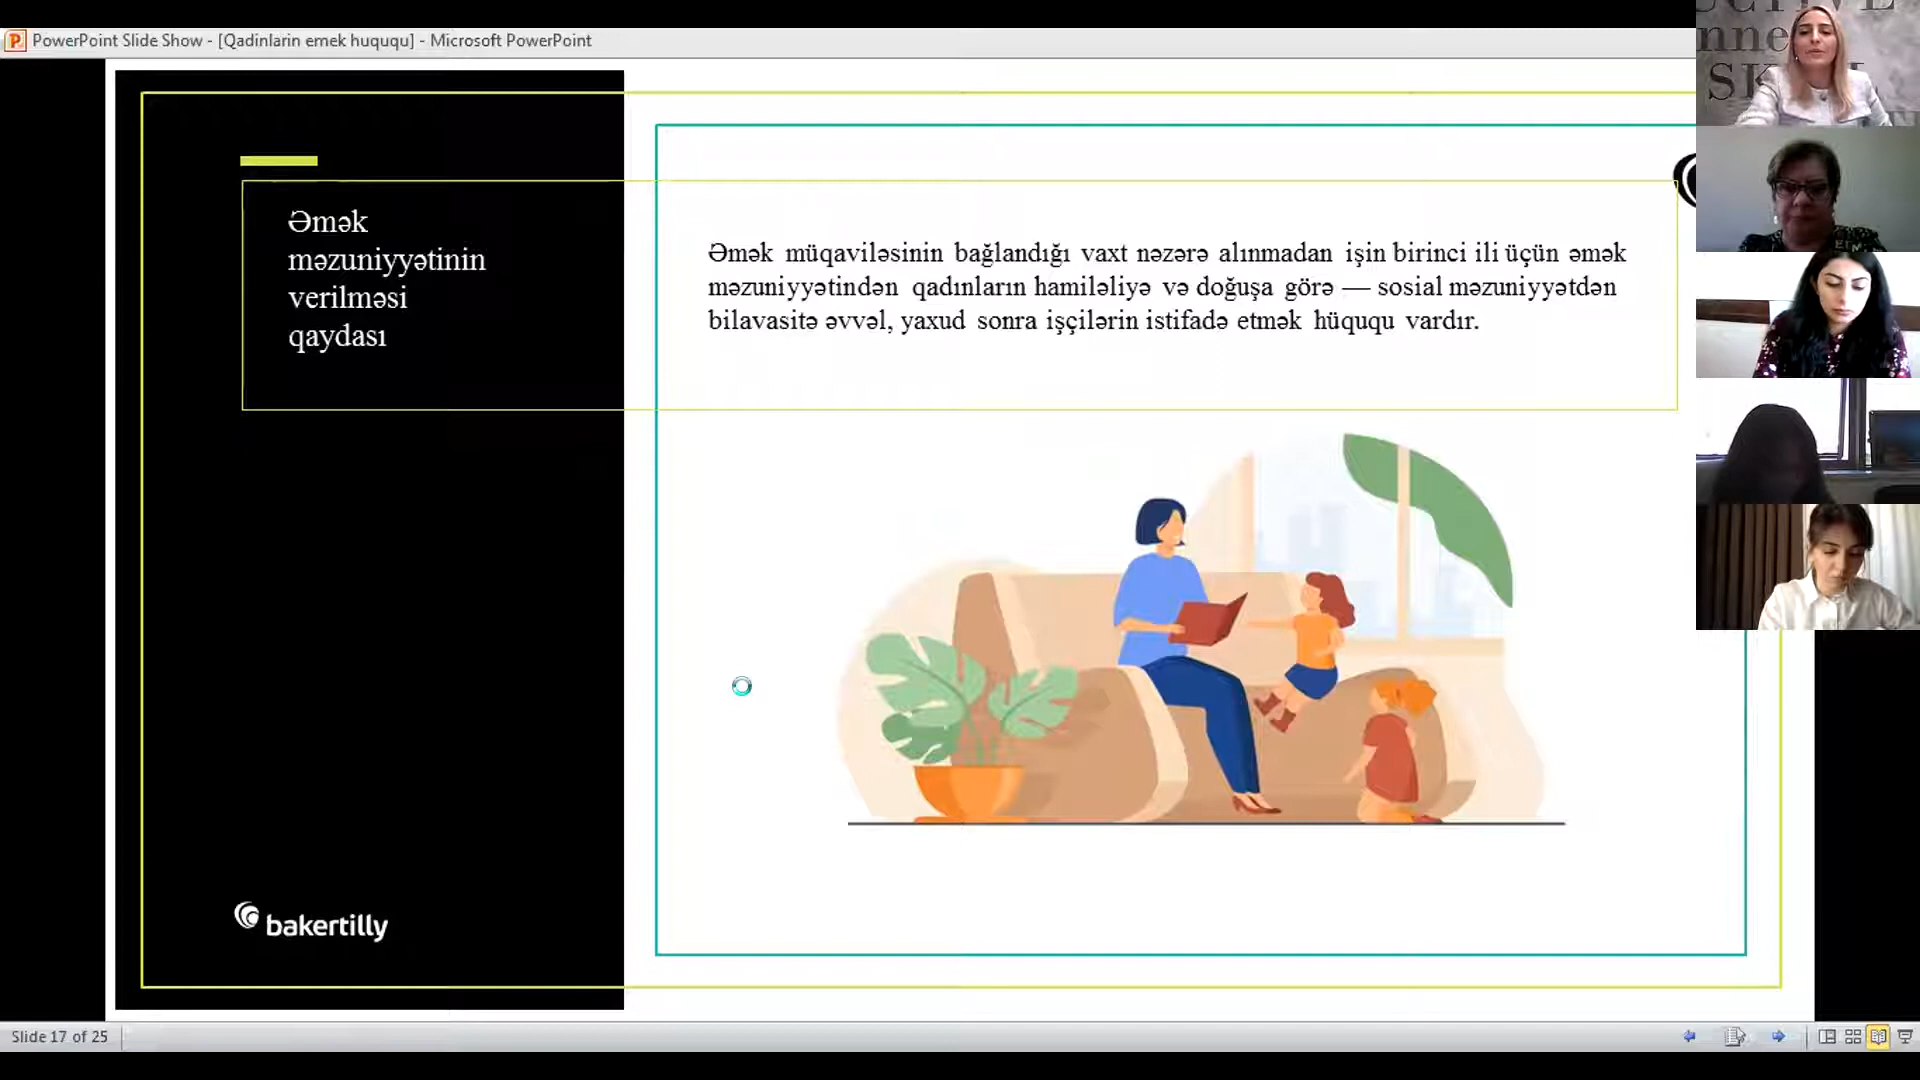 PowerPoint Slide Show - [Qadinlarin emek huququ] - Microsoft PowerPoint
Əmək
məzuniyyətinin
verilməsi
qaydası
Əmək müqaviləsinin bağlandığı vaxt nəzərə alınmadan işin birinci ili üçün əmək
məzuniyyətindən qadınların hamiləliyə və doğuşa görə — sosial məzuniyyətdən
bilavasitə əvvəl, yaxud sonra işçilərin istifadə etmək hüququ vardır.
bakertilly
Slide 17 of 25